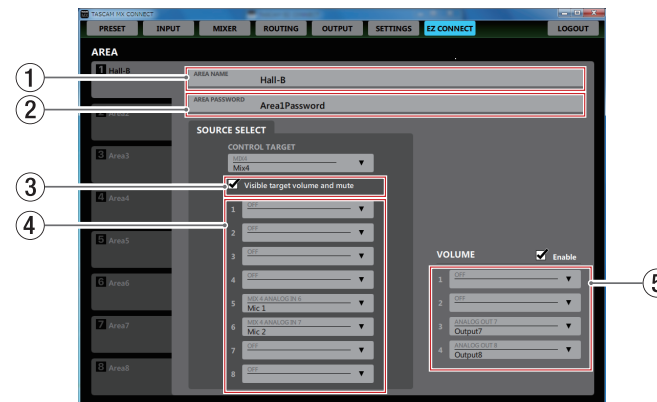 TASCAM MX CONNECT
PRESET INPUT MIXER ROUTING OUTPUT SETTINGS EZ CONNECT LOGOUT
AREA
1 Hall-B
2 Area2
3 Area3
4 Area4
5 Area5
6 Area6
7 Area7
8 Area8
1
AREA NAME
Hall-B
2
AREA PASSWORD
Area1Password
SOURCE SELECT
CONTROL TARGET
MIX4
Mix4
3
Visible target volume and mute
4
1 OFF
2 OFF
3 OFF
4 OFF
5 MIX 4 ANALOG IN 6
Mic 1
6 MIX 4 ANALOG IN 7
Mic 2
7 OFF
8 OFF
VOLUME
Enable
5
1 OFF
2 OFF
3 ANALOG OUT 7
Output7
4 ANALOG OUT 8
Output8